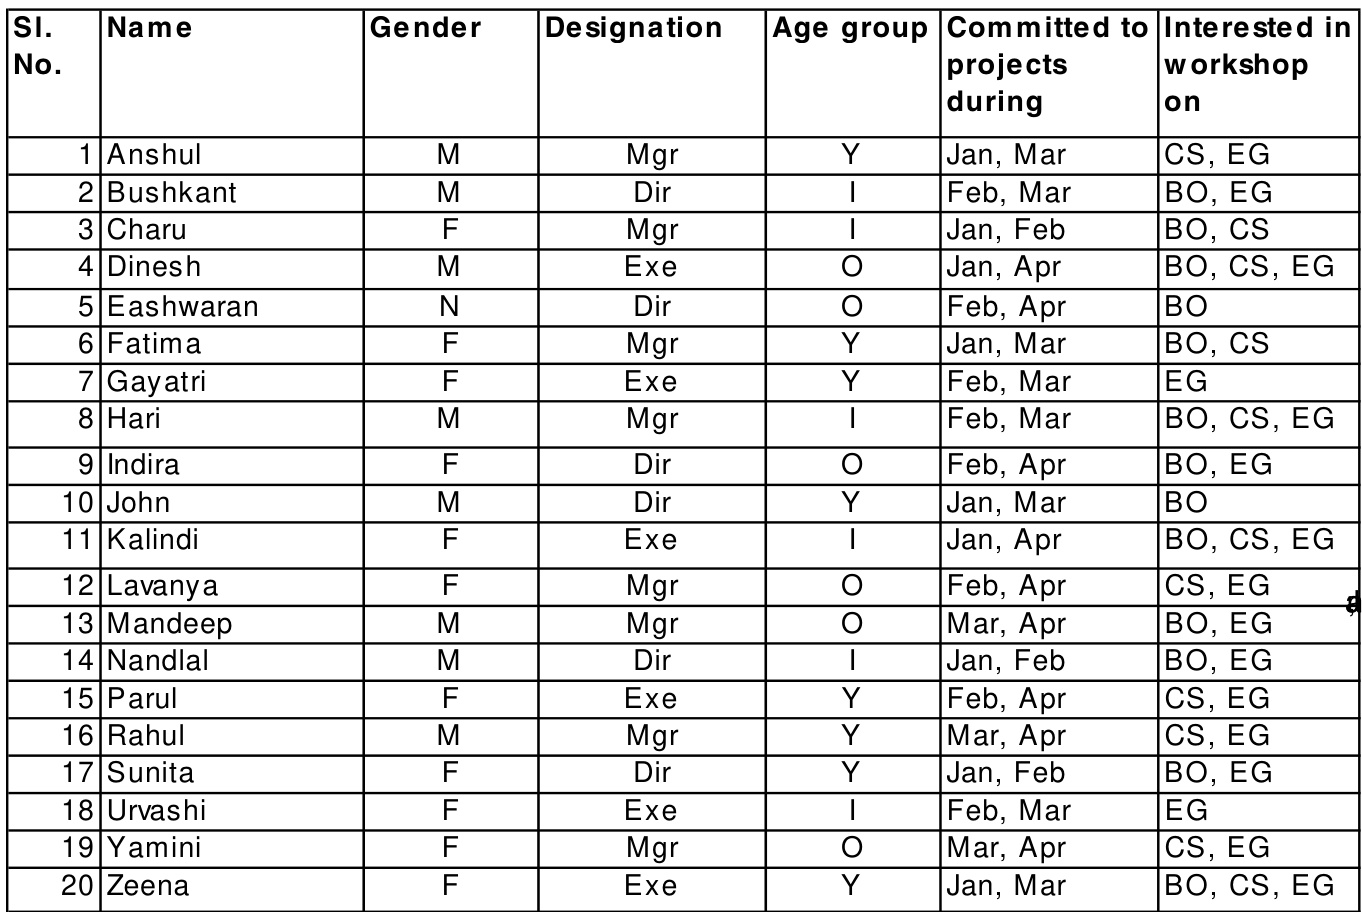 Sl. No. Name Gender Designation Age group Committed to projects during Interested in workshop on
1 Anshul M Mgr Y Jan, Mar CS, EG
2 Bushkant M Dir I Feb, Mar BO, EG
3 Charu F Mgr I Jan, Feb BO, CS
4 Dinesh M Exe O Jan, Apr BO, CS, EG
5 Eashwaran N Dir O Feb, Apr BO
6 Fatima F Mgr Y Jan, Mar BO, CS
7 Gayatri F Exe Y Feb, Mar EG
8 Hari M Mgr I Feb, Mar BO, CS, EG
9 Indira F Dir O Feb, Apr BO, EG
10 John M Dir Y Jan, Mar BO
11 Kalindi F Exe I Jan, Apr BO, CS, EG
12 Lavanya F Mgr O Feb, Apr CS, EG
13 Mandeep M Mgr O Mar, Apr BO, EG
14 Nandlal M Dir I Jan, Feb BO, EG
15 Parul F Exe Y Feb, Apr CS, EG
16 Rahul M Mgr Y Mar, Apr CS, EG
17 Sunita F Dir Y Jan, Feb BO, EG
18 Urvashi F Exe I Feb, Mar EG
19 Yamini F Mgr O Mar, Apr CS, EG
20 Zeena F Exe Y Jan, Mar BO, CS, EG